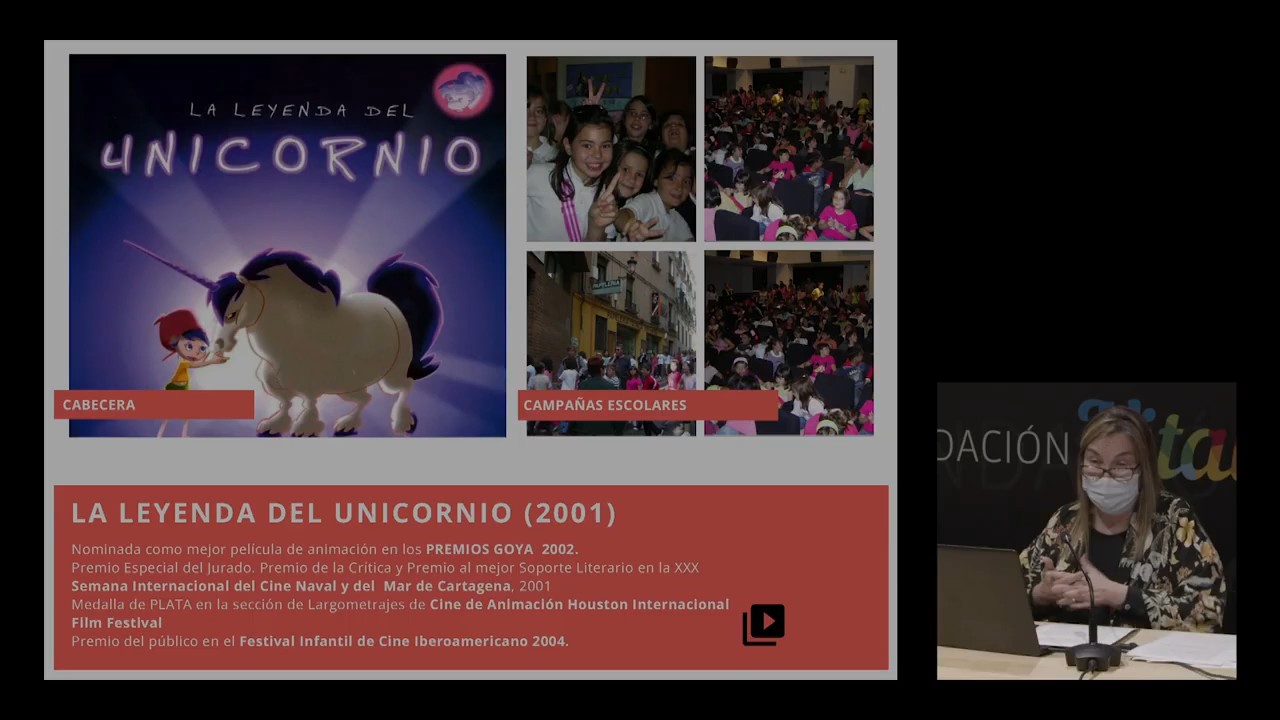 LA LEYENDA DEL
UNICORNIO
PAPELERIA
CABECERA
CAMPAÑAS ESCOLARES
LA LEYENDA DEL UNICORNIO (2001)
Nominada como mejor película de animación en los PREMIOS GOYA 2002.
Premio Especial del Jurado. Premio de la Crítica y Premio al mejor Soporte Literario en la XXX
Semana Internacional del Cine Naval y del Mar de Cartagena, 2001
Medalla de PLATA en la sección de Largometrajes de Cine de Animación Houston Internacional
Film Festival
Premio del público en el Festival Infantil de Cine Iberoamericano 2004.
DACIÓN